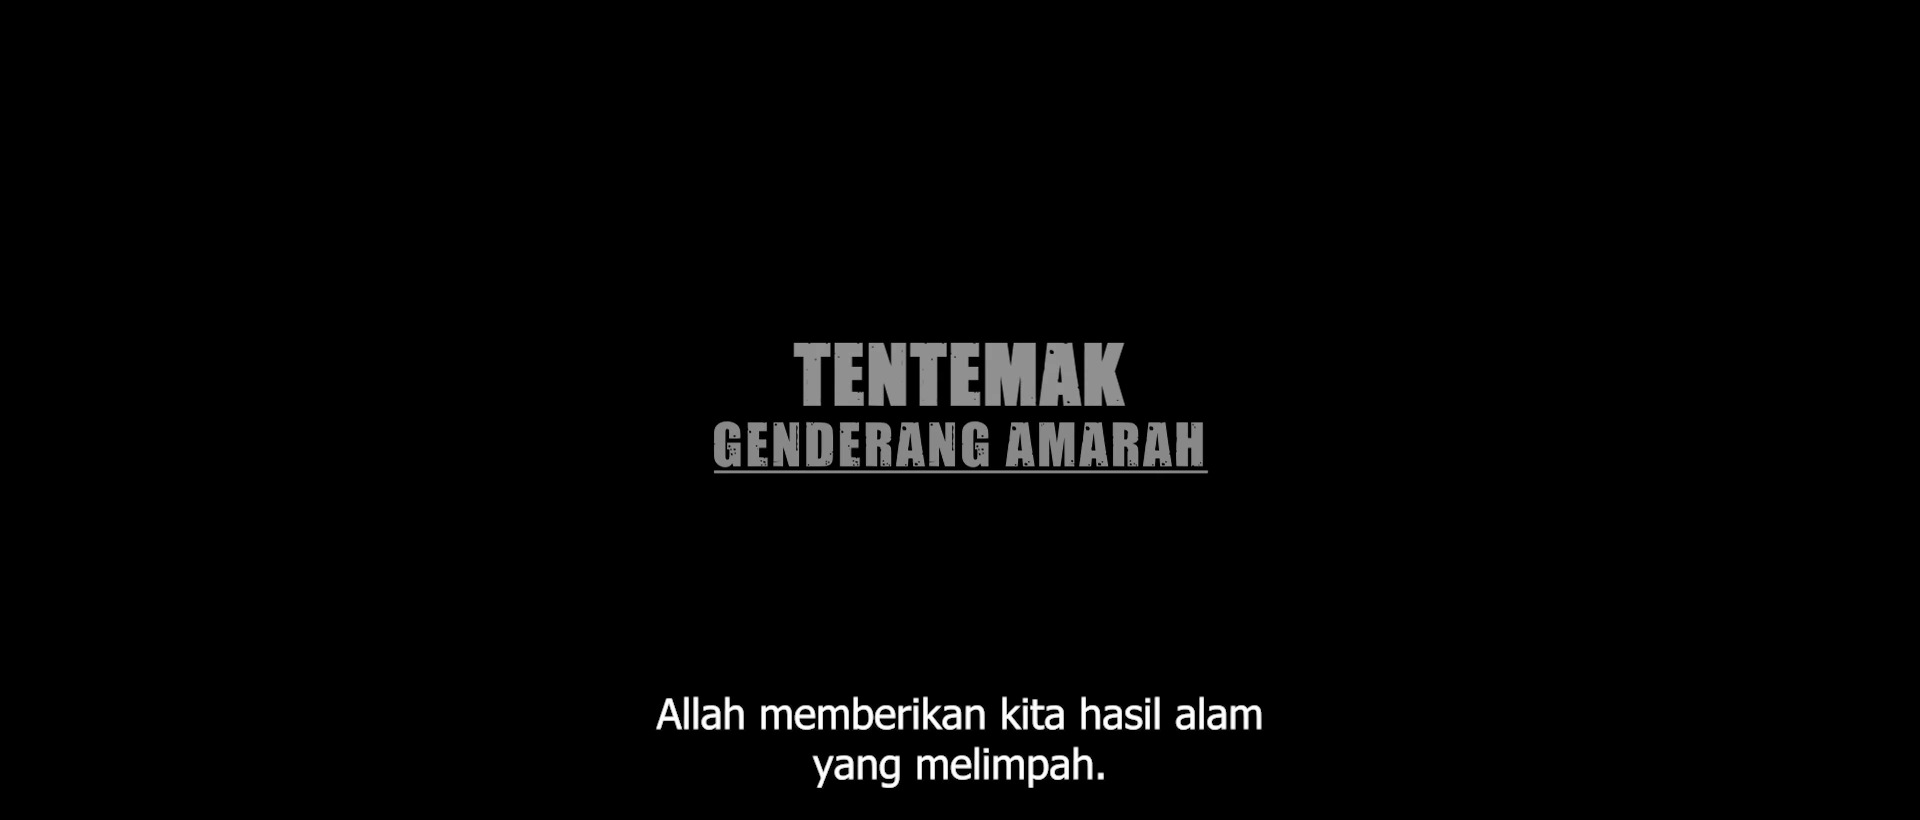 TENTEMAK
GENDERANG AMARAH
Allah memberikan kita hasil alam
yang melimpah.